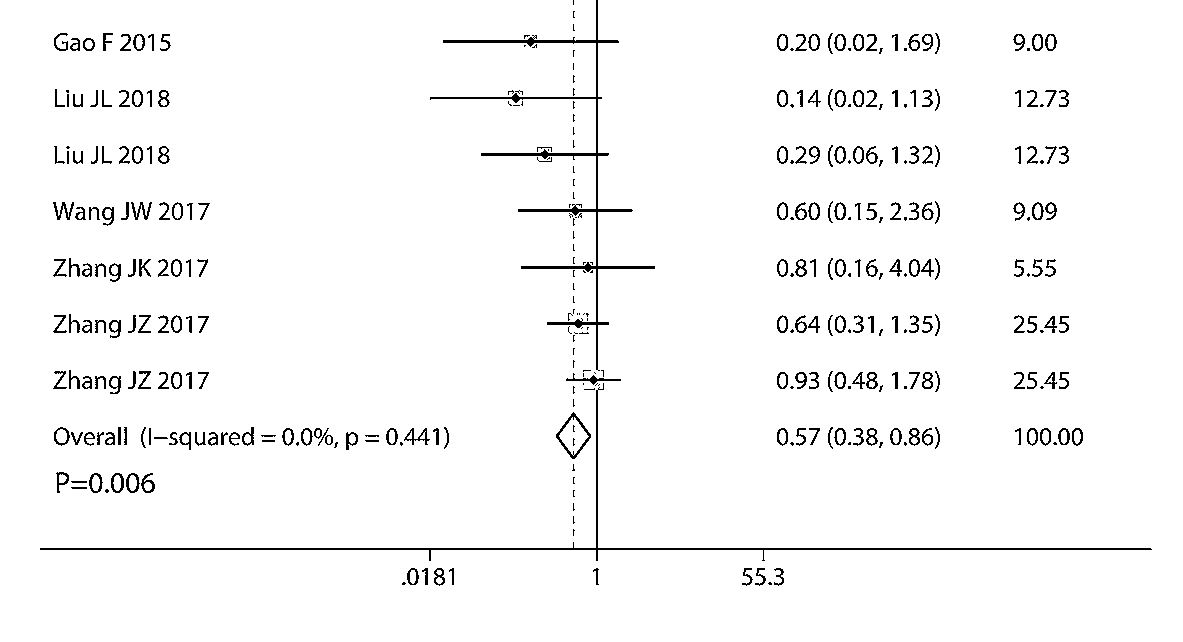 Gao F 2015 0.20 (0.02, 1.69) 9.00
Liu JL 2018 0.14 (0.02, 1.13) 12.73
Liu JL 2018 0.29 (0.06, 1.32) 12.73
Wang JW 2017 0.60 (0.15, 2.36) 9.09
Zhang JK 2017 0.81 (0.16, 4.04) 5.55
Zhang JZ 2017 0.64 (0.31, 1.35) 25.45
Zhang JZ 2017 0.93 (0.48, 1.78) 25.45
Overall (I−squared = 0.0%, p = 0.441) 0.57 (0.38, 0.86) 100.00
P=0.006
.0181 1 55.3